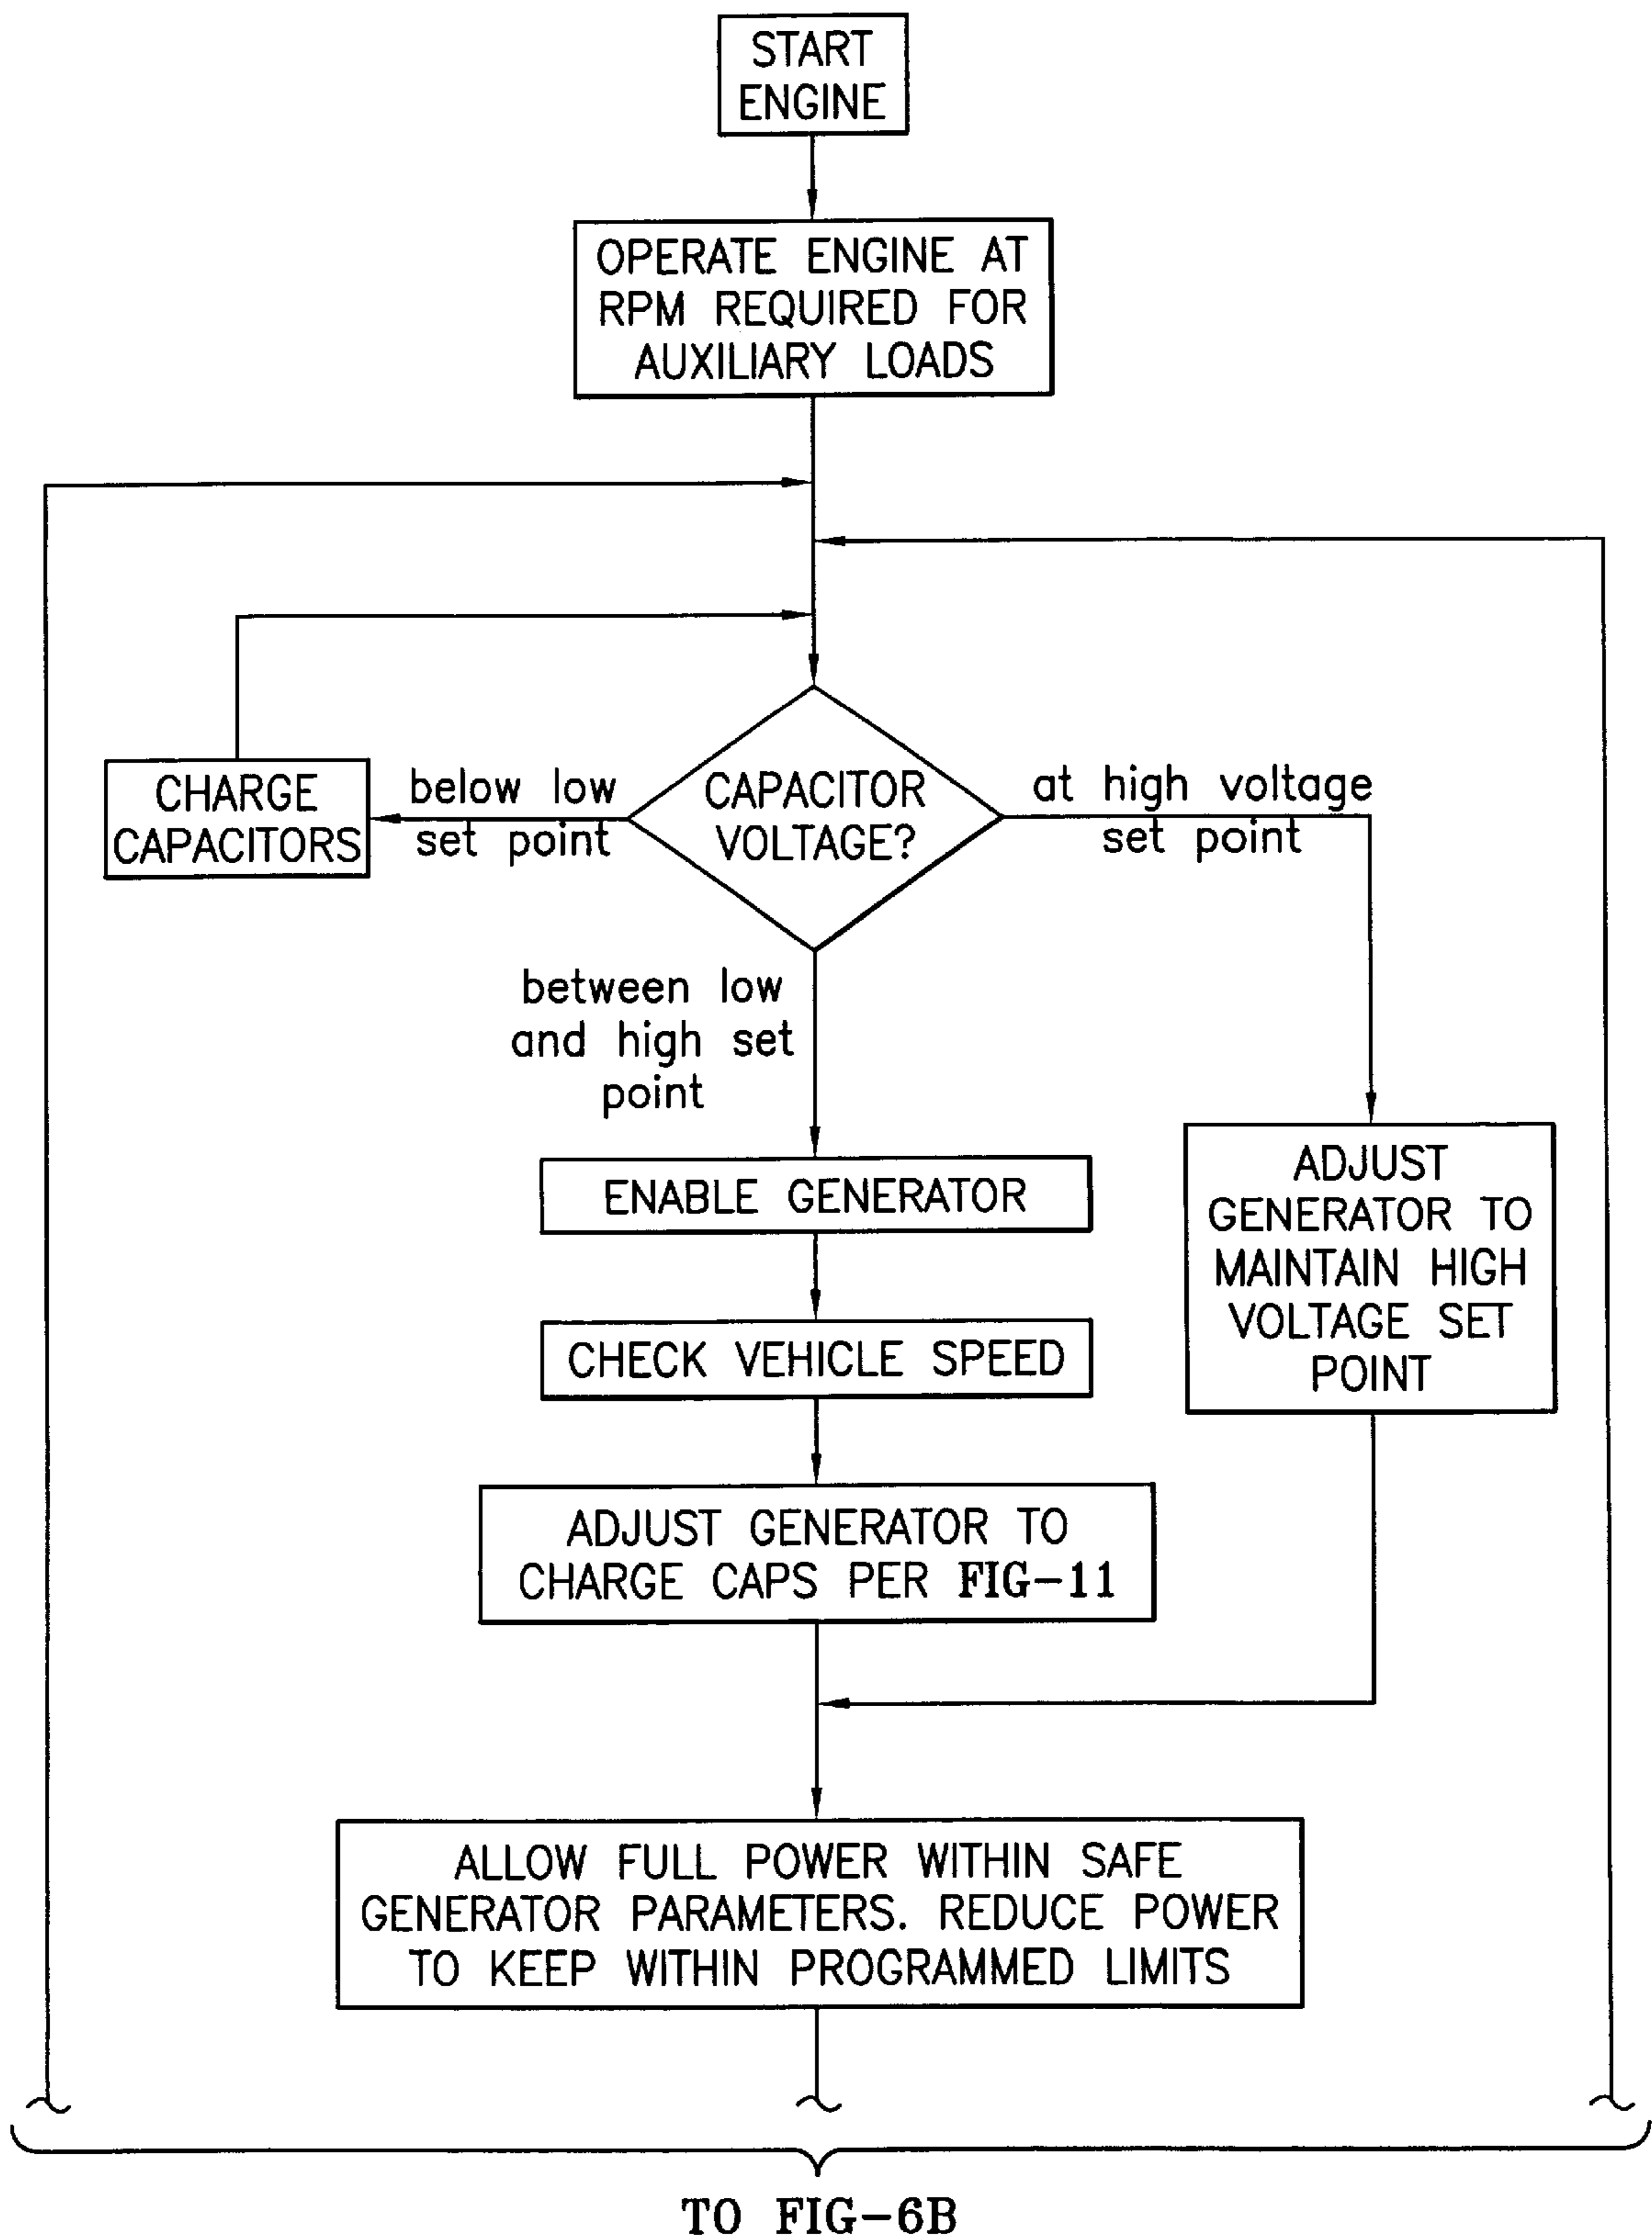 START
ENGINE
OPERATE ENGINE AT
RPM REQUIRED FOR
AUXILIARY LOADS
CHARGE
CAPACITORS
below low
set point
CAPACITOR
VOLTAGE?
at high voltage
set point
between low
and high set
point
ENABLE GENERATOR
CHECK VEHICLE SPEED
ADJUST GENERATOR TO
CHARGE CAPS PER FIG-11
ADJUST
GENERATOR TO
MAINTAIN HIGH
VOLTAGE SET
POINT
ALLOW FULL POWER WITHIN SAFE
GENERATOR PARAMETERS. REDUCE POWER
TO KEEP WITHIN PROGRAMMED LIMITS
TO FIG-6B